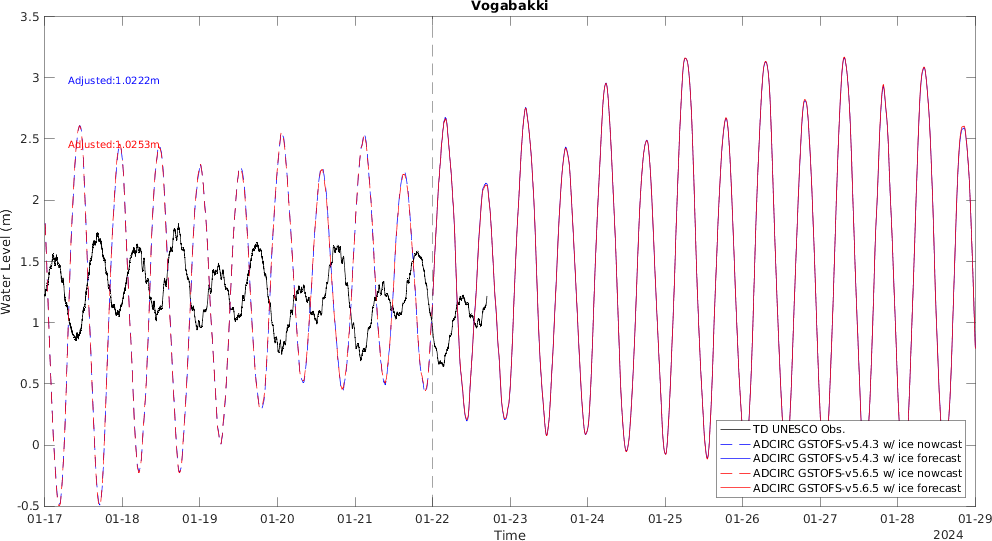 Vogabakki
3.5
3
2.5
2
1.5
1
0.5
0
-0.5
Water Level (m)
Adjusted:1.0222m
Adjusted:1.0253m
TD UNESCO Obs.
ADCIRC GSTOFS-v5.4.3 w/ ice nowcast
ADCIRC GSTOFS-v5.4.3 w/ ice forecast
ADCIRC GSTOFS-v5.6.5 w/ ice nowcast
ADCIRC GSTOFS-v5.6.5 w/ ice forecast
01-17 01-18 01-19 01-20 01-21 01-22 01-23 01-24 01-25 01-26 01-27 01-28 01-29
Time
2024